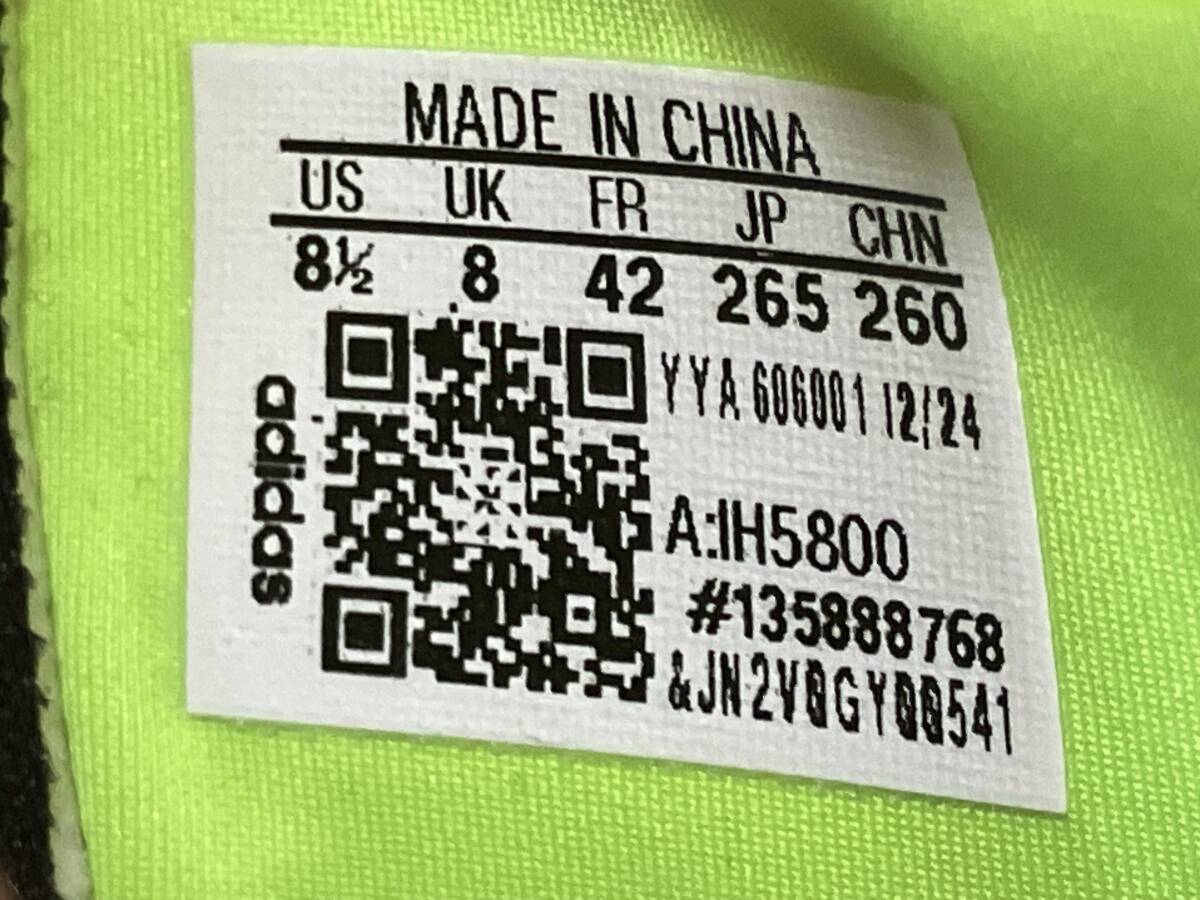 MADE IN CHINA
US UK FR JP CHN
8½ 8 42 265 260
adidas
YYA 606001 12/24
A:IH5800
#135888768
&JN2V0GY00541